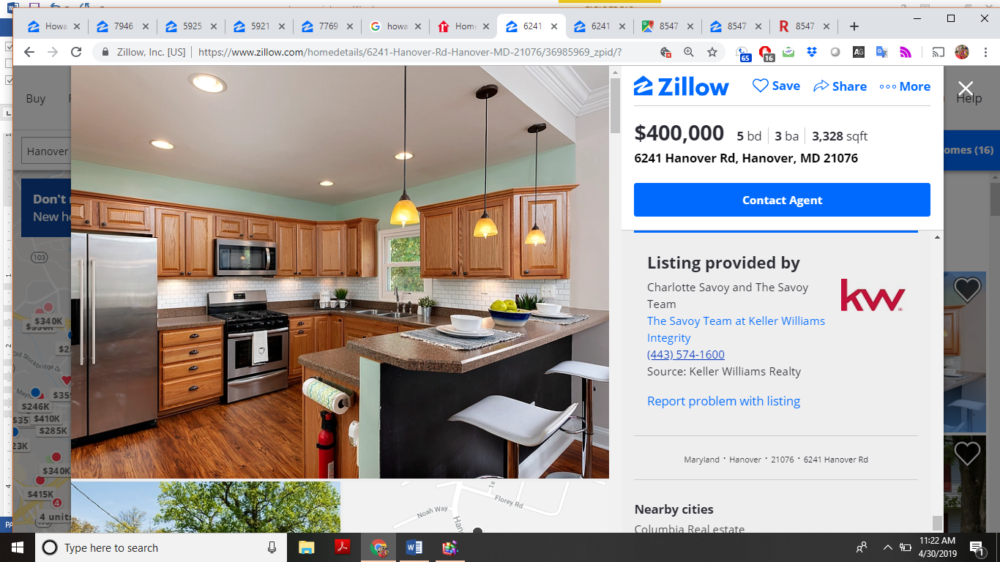 Howa
7946
5925
5921
7769
howa
Home
6241
6241
8547
8547
8547
Zillow, Inc. [US]
https://www.zillow.com/homedetails/6241-Hanover-Rd-Hanover-MD-21076/36985969_zpid/?
65
16
AG
Buy
Help
Hanover
omes (16)
Don't
New ho
103
$340K
Old Stockbridge Dr
$246K
$410K
$285K
23K
$340K
$415K
4
4 units
Noah Way
Florey Rd
Zillow
Save
Share
More
$400,000 5 bd 3 ba 3,328 sqft
6241 Hanover Rd, Hanover, MD 21076
Contact Agent
Listing provided by
Charlotte Savoy and The Savoy
Team
The Savoy Team at Keller Williams
Integrity
(443) 574-1600
Source: Keller Williams Realty
kw
Report problem with listing
Maryland · Hanover · 21076 · 6241 Hanover Rd
Nearby cities
Columbia Real estate
Type here to search
11:22 AM
4/30/2019
1